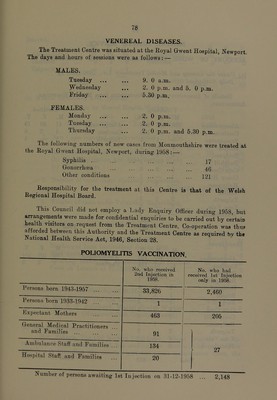 78
VENEREAL DISEASES.
The Treatment Centre was situated at the Royal Gwent Hospital, Newport.
The days and hours of sessions were as follows:—
MALES.
Tuesday ... ... 9. 0 a.m.
Wednesday ... 2. 0 p.m. and 5. 0 p.m.
Friday ... ... 5.30 p.m.
FEMALES.
Monday ... ... 2. 0 p.m.
Tuesday ... ... 2. 0 p.m.
Thursday ... 2. 0 p.m. and 5.30 p.m.
The following numbers of new cases from Monmouthshire were treated at
the Royal Gwent Hospital, Newport, during 1958:—
Syphilis ... ... ... ... 17
Gonorrhœa ... ... ... 46
Other conditions ... ... ... 121
Responsibility for the treatment at this Centre is that of the Welsh
Regional Hospital Board.
This Council did not employ a Lady Enquiry Officer during 1958, but
arrangements were made for confidential enquiries to be carried out by certain
health visitors on request from the Treatment Centre. Co-operation was thus
afforded between this Authority and the Treatment Centre as required by the
National Health Service Act, 1946, Section 28.
POLIOMYELITIS VACCINATION.
No. who received 2nd Injection in 1958
No. who had received 1st Injection only in 1958
Persons born 1943-1957 ... 33,826 2,460
Persons born 1933-1942 ... 1 1
Expectant Mothers ... 463 205
General Medical Practitioners ...
and Families ... ... 91
Ambulance Staff and Families ... 134
27
Hospital Staff and Families ... 20
Number of persons awaiting 1st Injection on 31-12-1958 ... 2,148